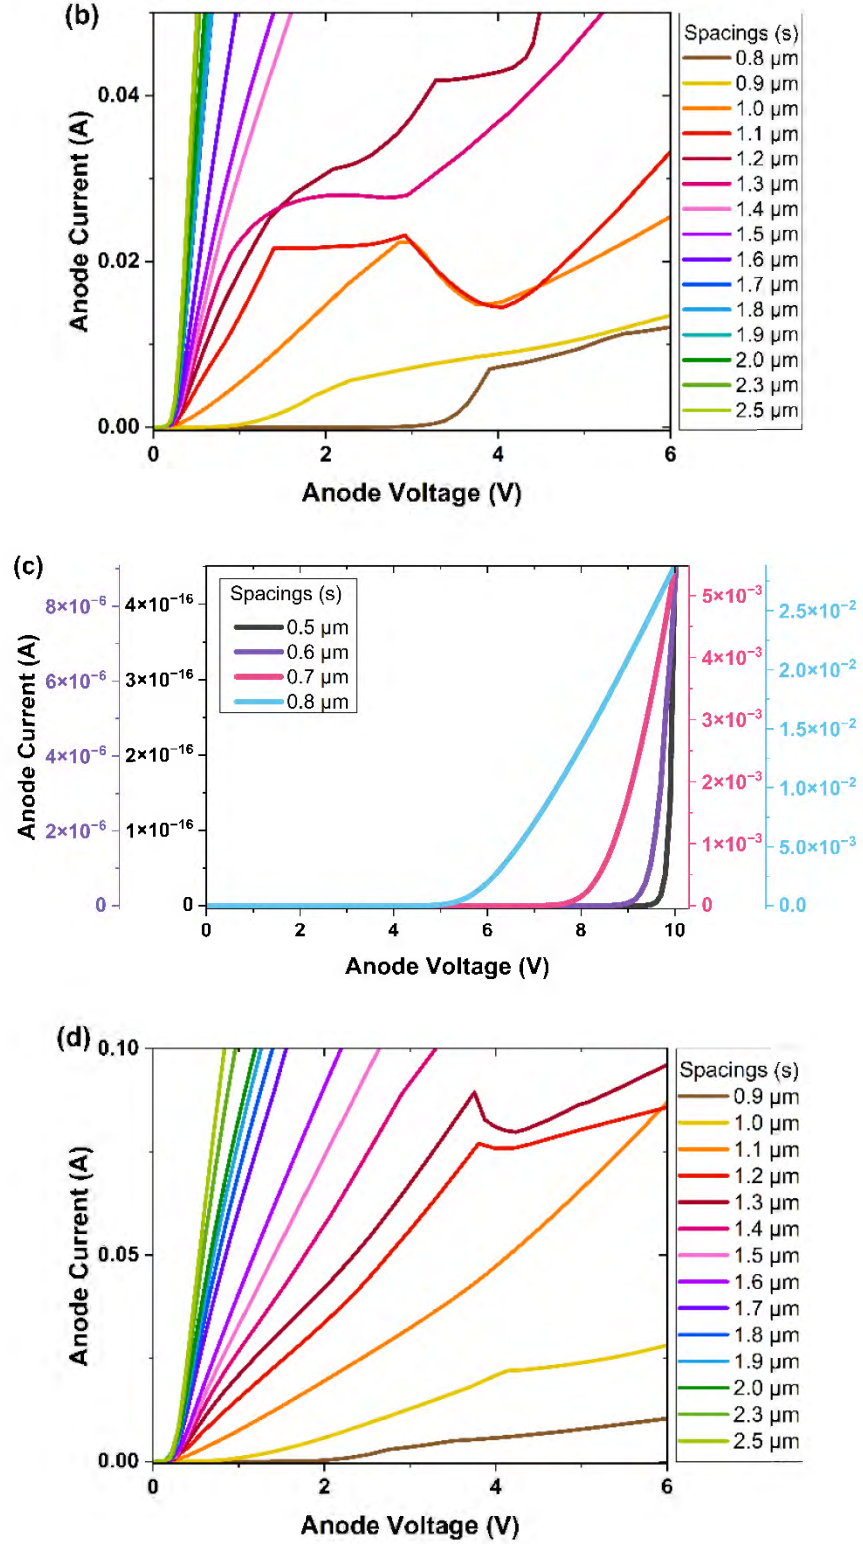 (b)
Anode Current (A)
0.04
0.02
0.00
0 2 4 6
Anode Voltage (V)
Spacings (s)
0.8 µm
0.9 µm
1.0 µm
1.1 µm
1.2 µm
1.3 µm
1.4 µm
1.5 µm
1.6 µm
1.7 µm
1.8 µm
1.9 µm
2.0 µm
2.3 µm
2.5 µm
(c)
Anode Current (A)
8×10⁻⁶
6×10⁻⁶
4×10⁻⁶
2×10⁻⁶
0
4×10⁻¹⁶
3×10⁻¹⁶
2×10⁻¹⁶
1×10⁻¹⁶
0
Spacings (s)
0.5 µm
0.6 µm
0.7 µm
0.8 µm
5×10⁻³
4×10⁻³
3×10⁻³
2×10⁻³
1×10⁻³
0
2.5×10⁻²
2.0×10⁻²
1.5×10⁻²
1.0×10⁻²
5.0×10⁻³
0.0
0 2 4 6 8 10
Anode Voltage (V)
(d)
Anode Current (A)
0.10
0.05
0.00
0 2 4 6
Anode Voltage (V)
Spacings (s)
0.9 µm
1.0 µm
1.1 µm
1.2 µm
1.3 µm
1.4 µm
1.5 µm
1.6 µm
1.7 µm
1.8 µm
1.9 µm
2.0 µm
2.3 µm
2.5 µm